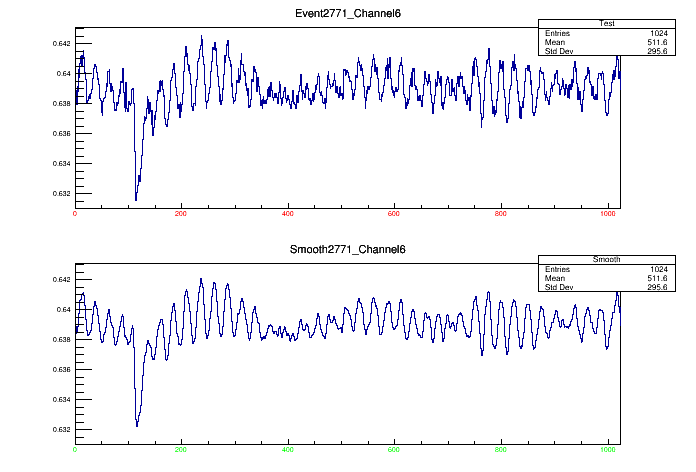 Event2771_Channel6
Test
Entries 1024
Mean 511.6
Std Dev 295.6
0.642
0.64
0.638
0.636
0.634
0.632
0 200 400 600 800 1000
Smooth2771_Channel6
Smooth
Entries 1024
Mean 511.6
Std Dev 295.6
0.642
0.64
0.638
0.636
0.634
0.632
0 200 400 600 800 1000